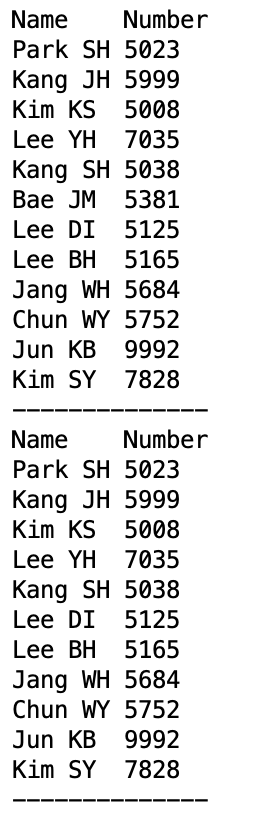 Name    Number
Park SH 5023
Kang JH 5999
Kim KS  5008
Lee YH  7035
Kang SH 5038
Bae JM  5381
Lee DI  5125
Lee BH  5165
Jang WH 5684
Chun WY 5752
Jun KB  9992
Kim SY  7828
--------------
Name    Number
Park SH 5023
Kang JH 5999
Kim KS  5008
Lee YH  7035
Kang SH 5038
Lee DI  5125
Lee BH  5165
Jang WH 5684
Chun WY 5752
Jun KB  9992
Kim SY  7828
--------------